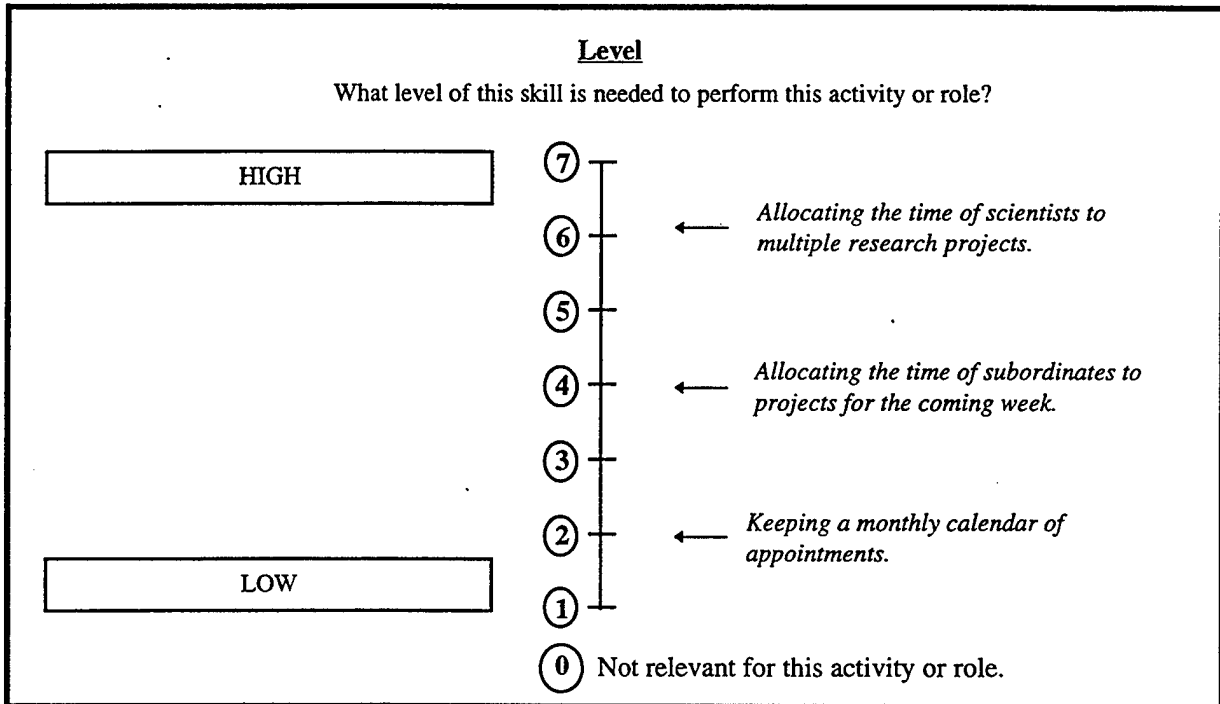 Level
What level of this skill is needed to perform this activity or role?
HIGH
7
Allocating the time of scientists to
multiple research projects.
6
5
Allocating the time of subordinates to
projects for the coming week.
4
3
Keeping a monthly calendar of
appointments.
2
LOW
1
0 Not relevant for this activity or role.